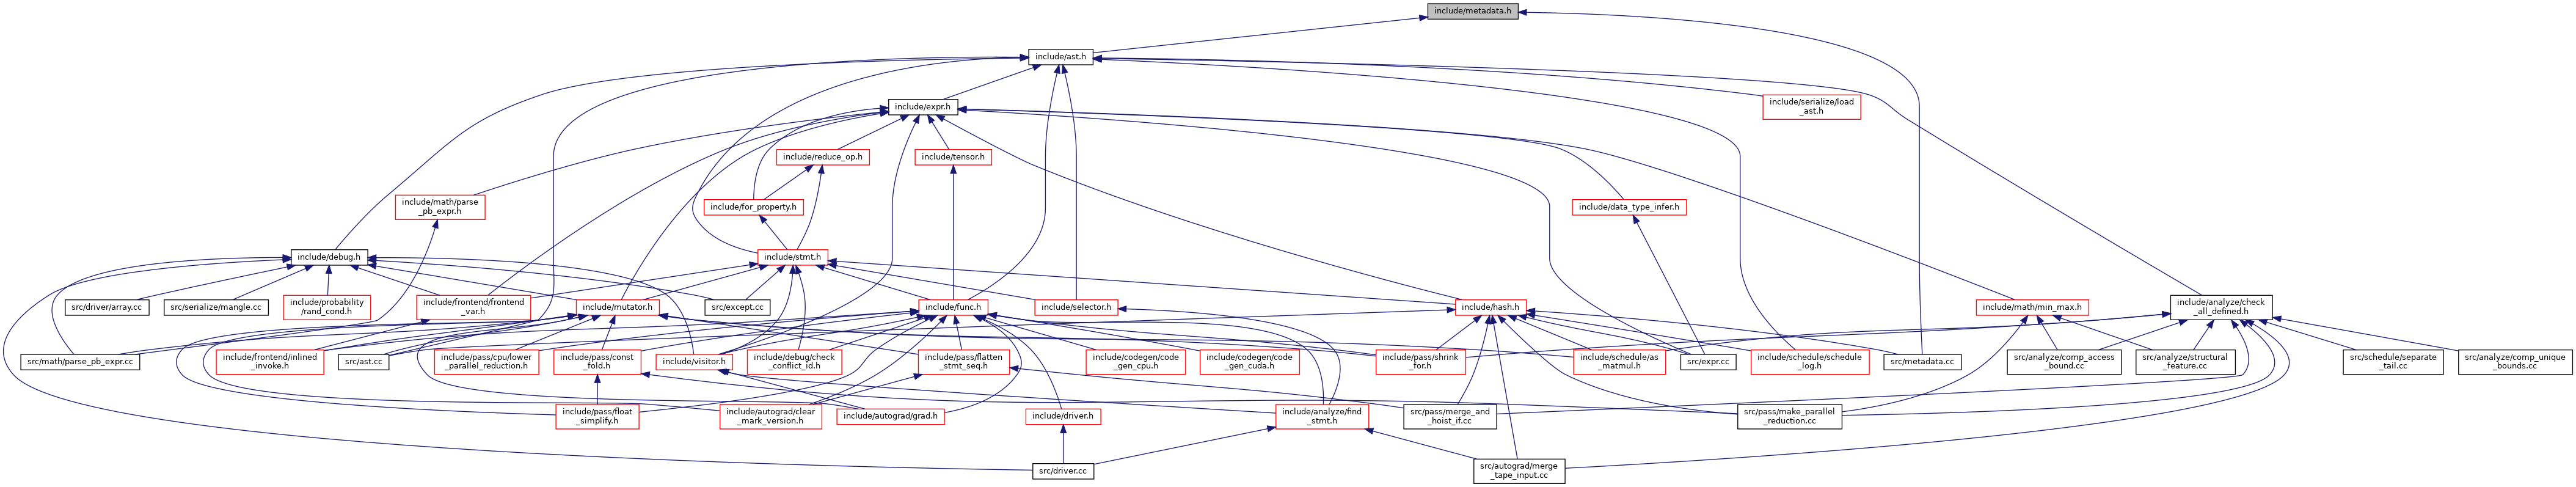 include/metadata.h
include/ast.h
include/expr.h
include/serialize/load
_ast.h
include/reduce_op.h
include/tensor.h
include/math/parse
_pb_expr.h
include/for_property.h
include/data_type_infer.h
include/debug.h
include/stmt.h
src/driver/array.cc
src/serialize/mangle.cc
include/probability
/rand_cond.h
include/frontend/frontend
_var.h
include/mutator.h
src/except.cc
include/func.h
include/selector.h
include/hash.h
include/math/min_max.h
include/analyze/check
_all_defined.h
src/math/parse_pb_expr.cc
include/frontend/inlined
_invoke.h
src/ast.cc
include/pass/cpu/lower
_parallel_reduction.h
include/pass/const
_fold.h
include/visitor.h
include/debug/check
_conflict_id.h
include/pass/flatten
_stmt_seq.h
include/codegen/code
_gen_cpu.h
include/codegen/code
_gen_cuda.h
include/pass/shrink
_for.h
include/schedule/as
_matmul.h
src/expr.cc
include/schedule/schedule
_log.h
src/metadata.cc
src/analyze/comp_access
_bound.cc
src/analyze/structural
_feature.cc
src/schedule/separate
_tail.cc
src/analyze/comp_unique
_bounds.cc
include/pass/float
_simplify.h
include/autograd/clear
_mark_version.h
include/autograd/grad.h
include/driver.h
include/analyze/find
_stmt.h
src/pass/merge_and
_hoist_if.cc
src/pass/make_parallel
_reduction.cc
src/driver.cc
src/autograd/merge
_tape_input.cc